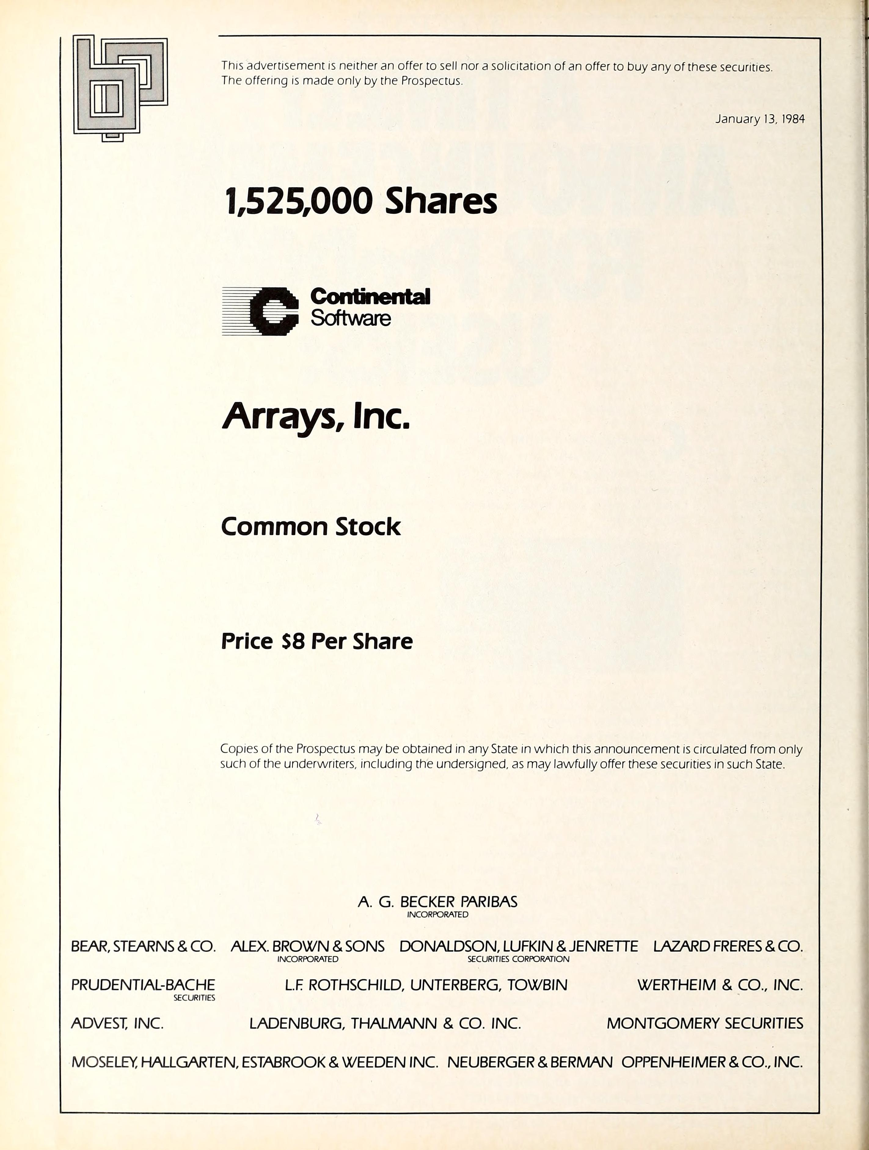 This advertisement is neither an offer to sell nor a solicitation of an offer to buy any of these securities.
The offering is made only by the Prospectus.
January 13, 1984
1,525,000 Shares
Continental
Software
Arrays, Inc.
Common Stock
Price $8 Per Share
Copies of the Prospectus may be obtained in any State in which this announcement is circulated from only
such of the underwriters, including the undersigned, as may lawfully offer these securities in such State.
A. G. BECKER PARIBAS
INCORPORATED
BEAR, STEARNS & CO. ALEX. BROWN & SONS DONALDSON, LUFKIN & JENRETTE LAZARD FRERES & CO.
INCORPORATED SECURITIES CORPORATION
PRUDENTIAL-BACHE L.F. ROTHSCHILD, UNTERBERG, TOWBIN WERTHEIM & CO., INC.
SECURITIES
ADVEST, INC. LADENBURG, THALMANN & CO. INC. MONTGOMERY SECURITIES
MOSELEY, HALLGARTEN, ESTABROOK & WEEDEN INC. NEUBERGER & BERMAN OPPENHEIMER & CO., INC.